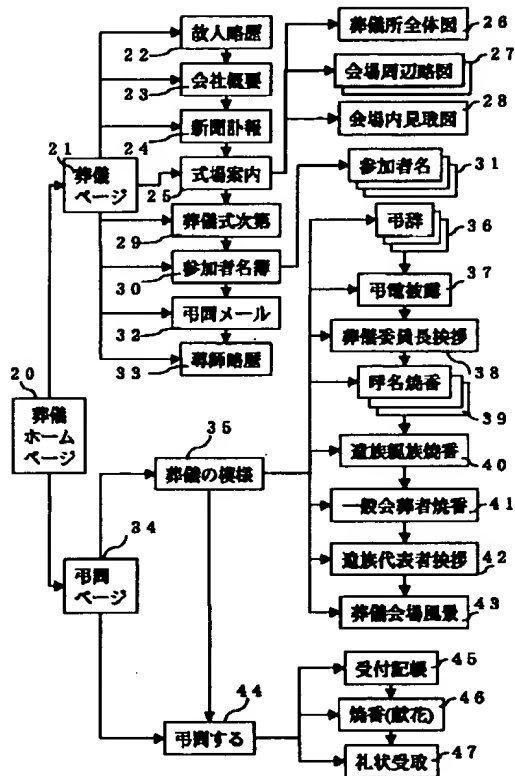 故人略歴
22
会社概要
23
新聞訃報
24
21
葬儀
ページ
式場案内
25
葬儀式次第
29
参加者名簿
30
弔問メール
32
導師略歴
33
葬儀所全体図
26
会場周辺略図
27
会場内見取図
28
参加者名
31
弔辞
36
弔電披露
37
葬儀委員長挨拶
38
呼名焼香
39
遺族親族焼香
40
一般会葬者焼香
41
遺族代表者挨拶
42
葬儀会場風景
43
20
葬儀
ホーム
ページ
35
葬儀の模様
34
弔問
ページ
44
弔問する
受付記帳
45
焼香(献花)
46
礼状受取
47